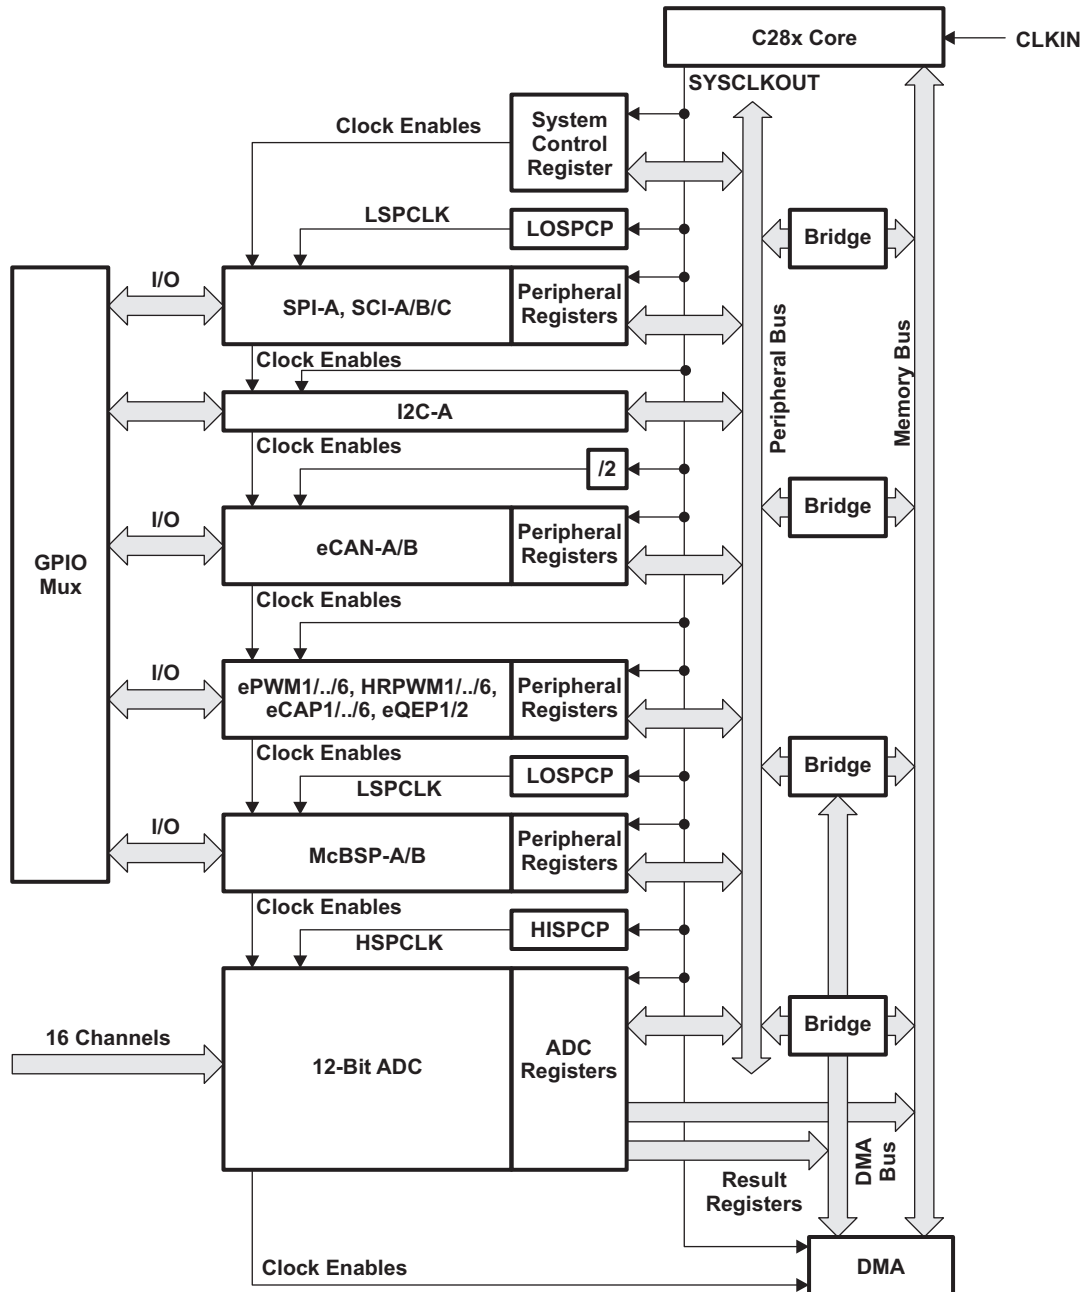 C28x Core
CLKIN
SYSCLKOUT
Clock Enables
System
Control
Register
LSPCLK
LOSPCP
Bridge
I/O
SPI-A, SCI-A/B/C
Peripheral
Registers
Peripheral Bus
Memory Bus
Clock Enables
I2C-A
Clock Enables
/2
Bridge
I/O
eCAN-A/B
Peripheral
Registers
GPIO
Mux
Clock Enables
I/O
ePWM1/../6, HRPWM1/../6,
eCAP1/../6, eQEP1/2
Peripheral
Registers
Clock Enables
LSPCLK
LOSPCP
Bridge
I/O
McBSP-A/B
Peripheral
Registers
Clock Enables
HSPCLK
HISPCP
16 Channels
12-Bit ADC
ADC
Registers
Bridge
DMA
Bus
Result
Registers
Clock Enables
DMA